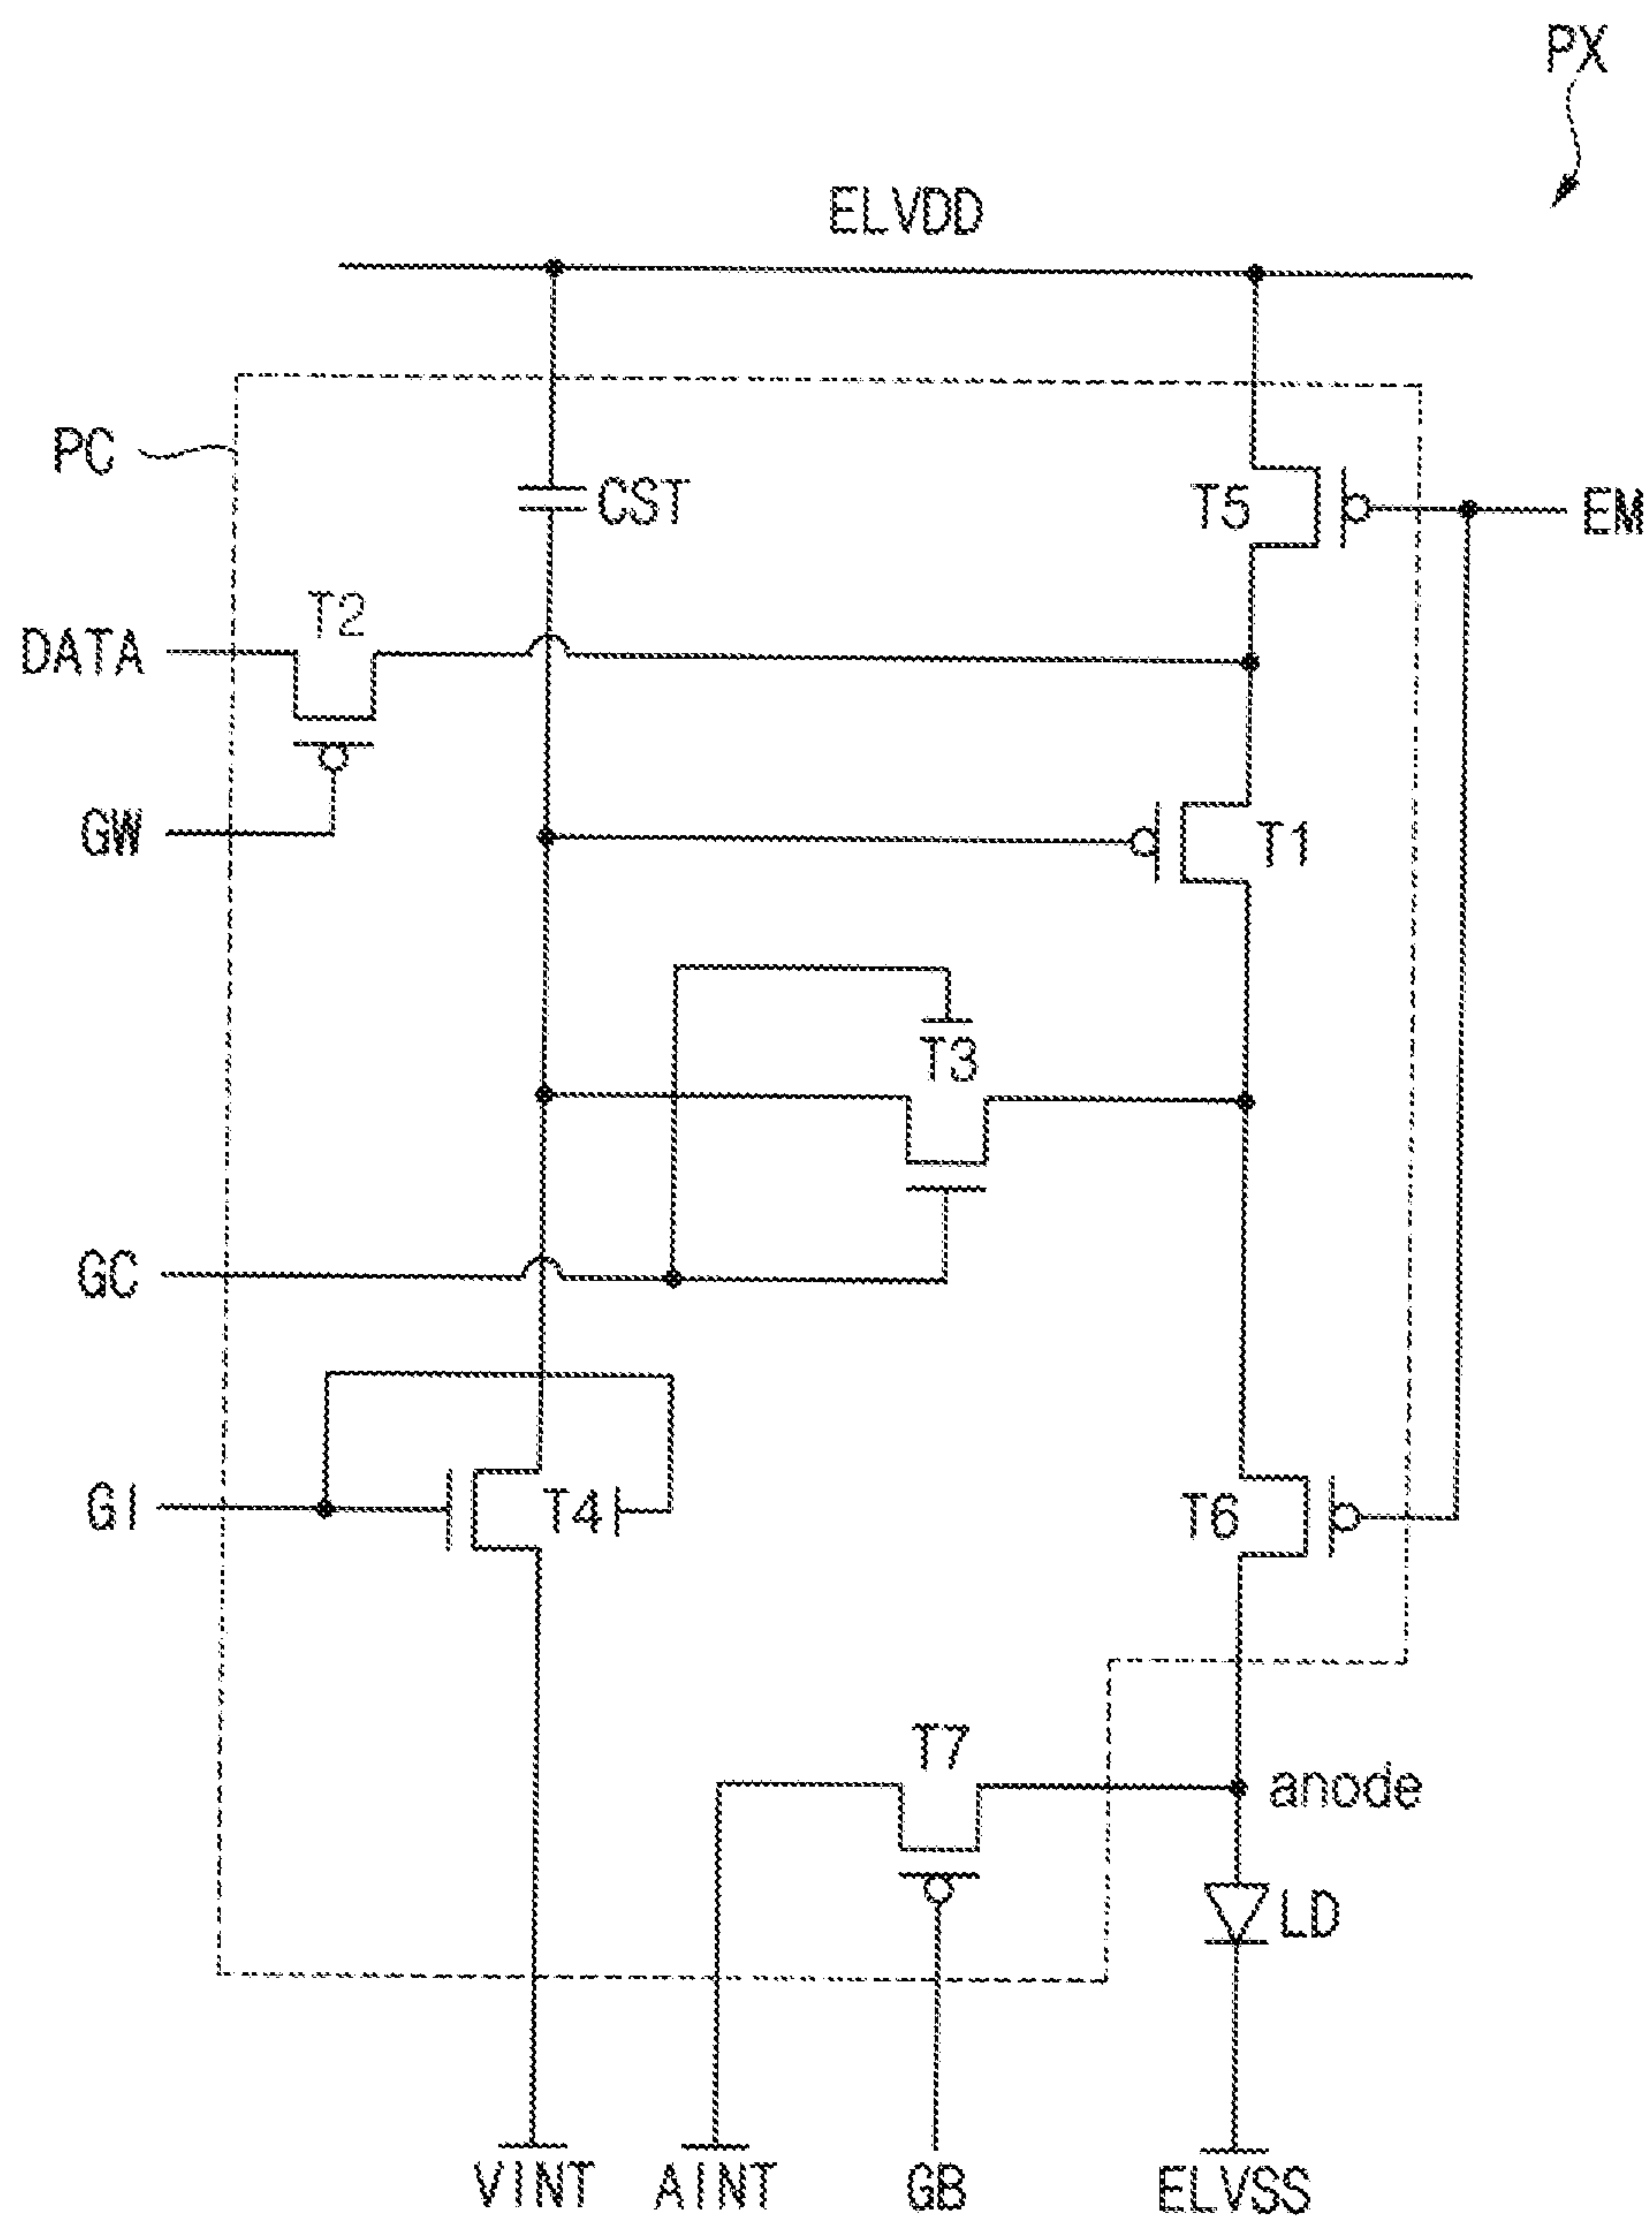 PX
ELVDD
PC
CST
T5
EM
T2
DATA
GW
T1
T3
GC
GI
T4
T6
T7
anode
LD
VINT
AINT
GB
ELVSS